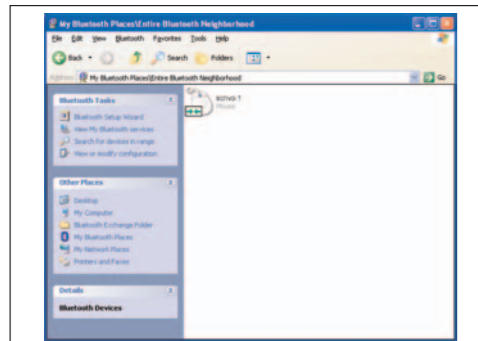 My Bluetooth Places\Entire Bluetooth Neighborhood
File Edit View Bluetooth Favorites Tools Help
Back Search Folders
Address My Bluetooth Places\Entire Bluetooth Neighborhood Go
Bluetooth Tasks
Bluetooth Setup Wizard
View My Bluetooth services
Search for devices in range
View or modify configuration
Mouse
Other Places
Desktop
My Computer
Bluetooth Exchange Folder
My Bluetooth Places
My Network Places
Printers and Faxes
Details
Bluetooth Devices